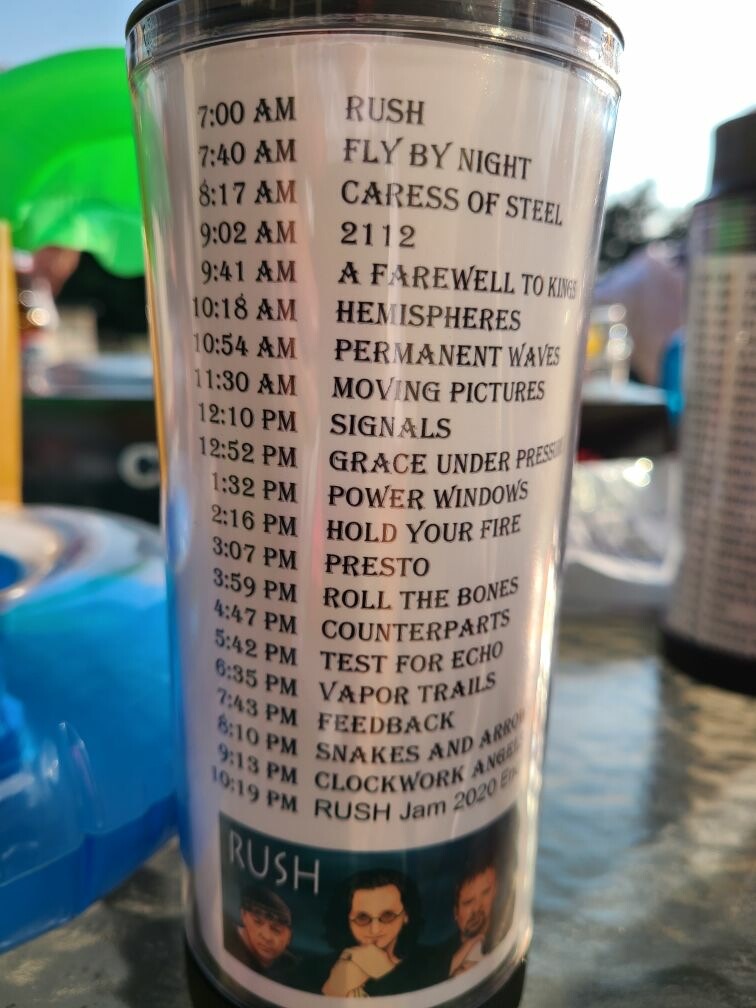 7:00 AM RUSH
7:40 AM FLY BY NIGHT
8:17 AM CARESS OF STEEL
9:02 AM 2112
9:41 AM A FAREWELL TO KINGS
10:18 AM HEMISPHERES
10:54 AM PERMANENT WAVES
11:30 AM MOVING PICTURES
12:10 PM SIGNALS
12:52 PM GRACE UNDER
1:32 PM POWER WINDOWS
2:16 PM HOLD YOUR FIRE
3:07 PM PRESTO
3:59 PM ROLL THE BONES
4:47 PM COUNTERPARTS
5:42 PM TEST FOR ECHO
6:35 PM VAPOR TRAILS
7:43 PM FEEDBACK
8:10 PM SNAKES AND
9:13 PM CLOCKWORK
10:19 PM RUSH Jam 2020
RUSH